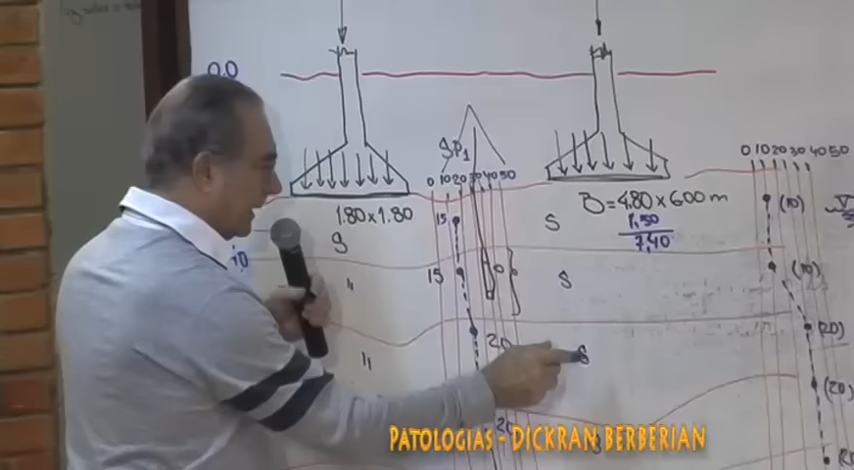 0,0
SP1
0 10 20 30 40 50
0 10 20 30 40 50
1.80 x 1.80
B = 4.80 x 6.00 m
1,50
7,40
15
S
(10)
15
"
S
(10)
"
20
S
(20)
(20)
PATOLOGIAS - DICKRAN BERBERIAN